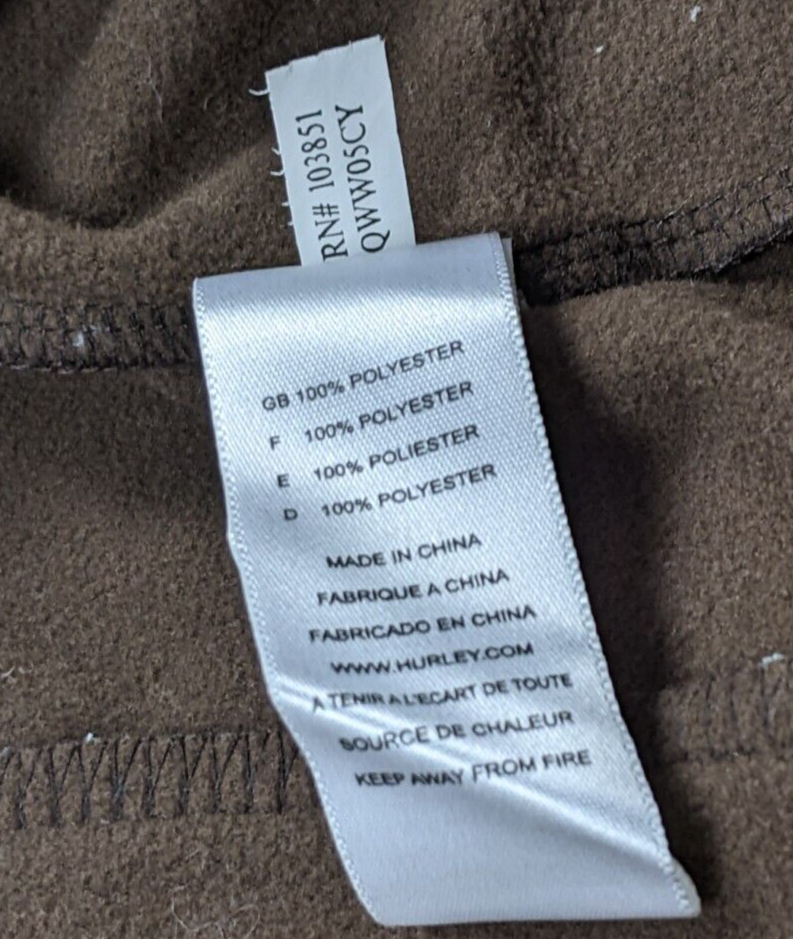 RN# 103851
QWW05CY
GB 100% POLYESTER
F 100% POLYESTER
E 100% POLIESTER
D 100% POLYESTER
MADE IN CHINA
FABRIQUE A CHINA
FABRICADO EN CHINA
WWW.HURLEY.COM
A TENIR A L'ECART DE TOUTE
SOURCE DE CHALEUR
KEEP AWAY FROM FIRE